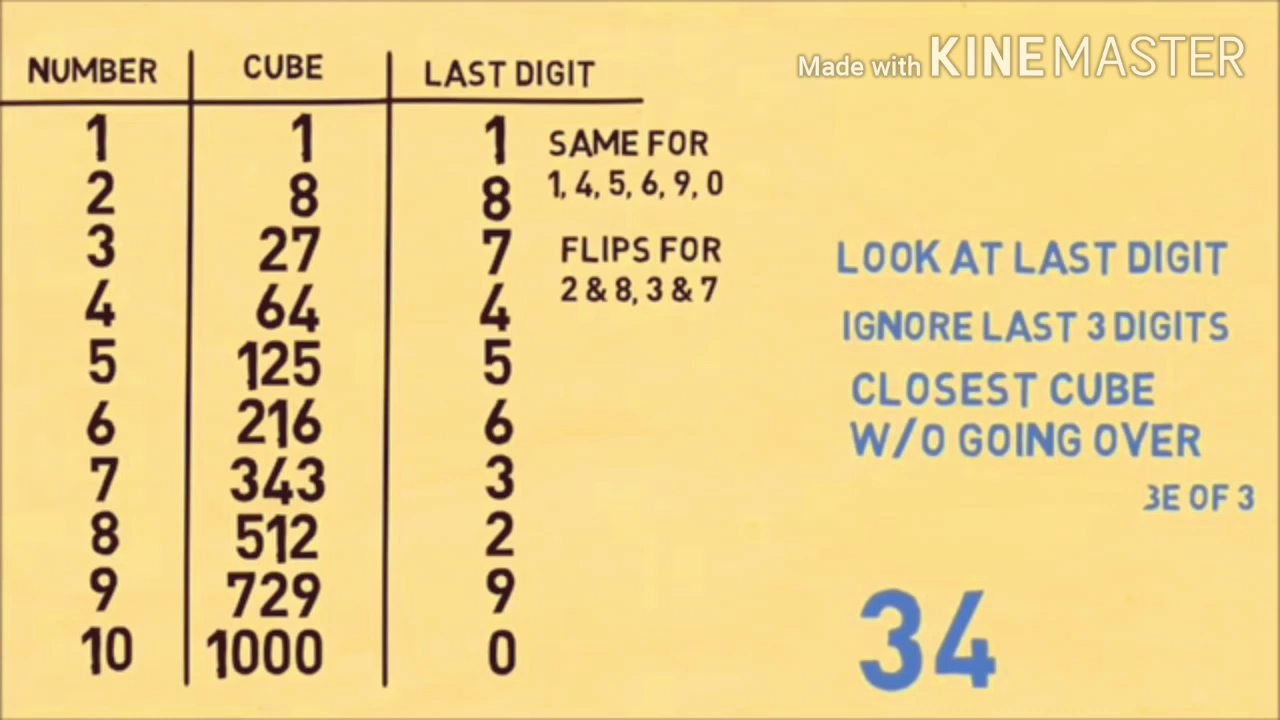 Made with KINEMASTER
NUMBER CUBE LAST DIGIT
1 1 1
2 8 8
3 27 7
4 64 4
5 125 5
6 216 6
7 343 3
8 512 2
9 729 9
10 1000 0
SAME FOR
1, 4, 5, 6, 9, 0
FLIPS FOR
2 & 8, 3 & 7
LOOK AT LAST DIGIT
IGNORE LAST 3 DIGITS
CLOSEST CUBE
W/O GOING OVER
OF 3
34